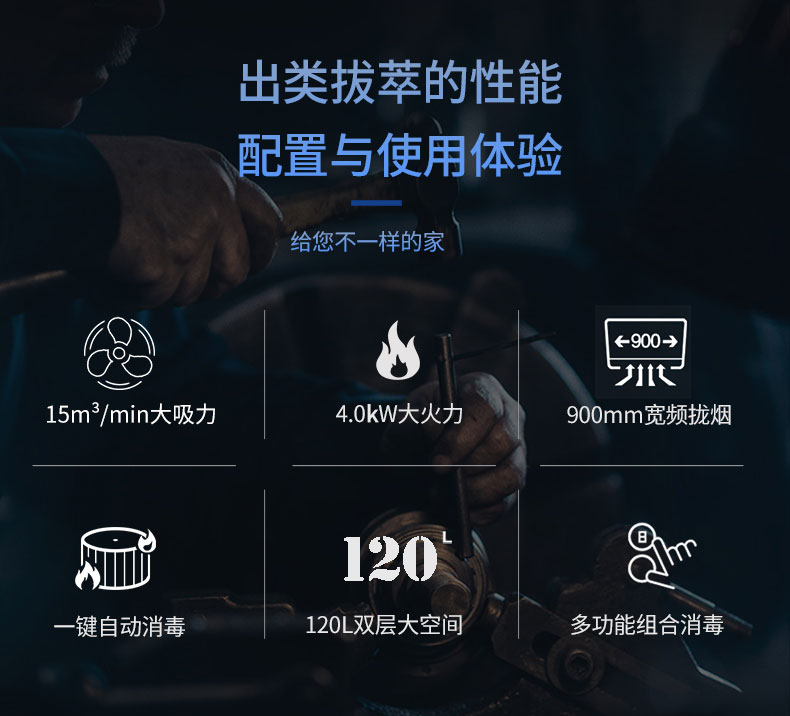 出类拔萃的性能
配置与使用体验
给您不一样的家
900
15m³/min大吸力
4.0kW大火力
900mm宽频拢烟
120L
一键自动消毒
120L双层大空间
多功能组合消毒